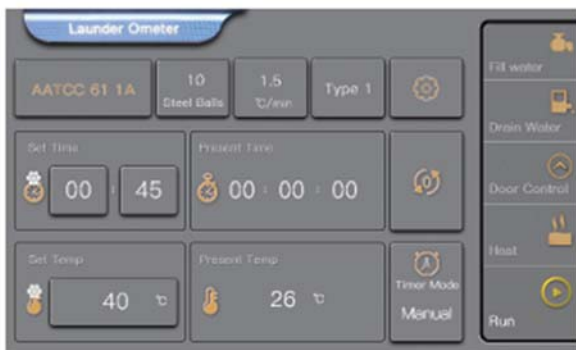 Launder Ometer
AATCC 61 1A
10
Steel Balls
1.5
℃/min
Type 1
Set Time
00 : 45
Present Time
00 : 00 : 00
0
Set Temp
40 ℃
Present Temp
26 ℃
Timer Mode
Manual
Fill water
Drain Water
Door Control
Heat
Run